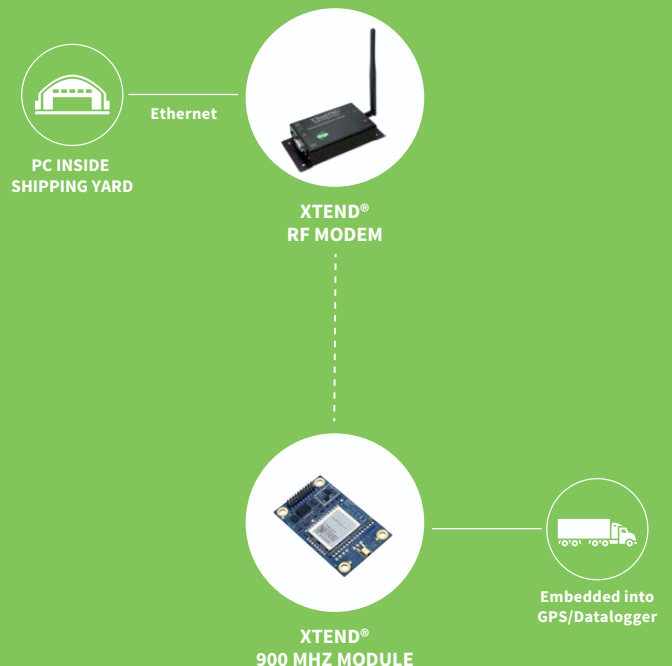 Ethernet
PC INSIDE
SHIPPING YARD
XTEND®
RF MODEM
XTEND®
900 MHZ MODULE
Embedded into
GPS/Datalogger